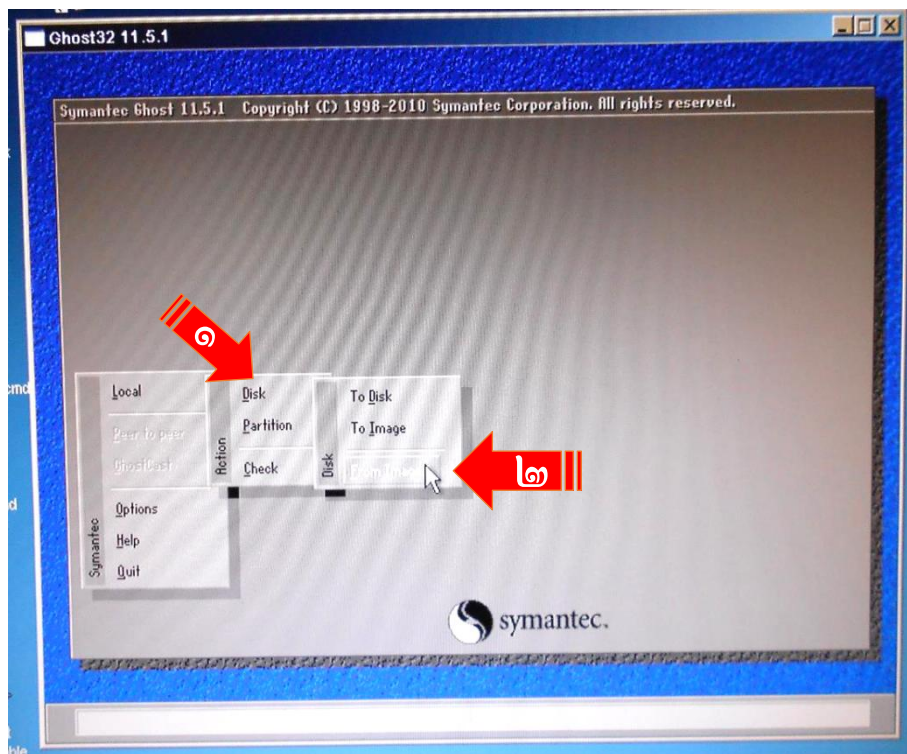 Ghost32 11.5.1
Symantec Ghost 11.5.1 Copyright (C) 1998-2010 Symantec Corporation. All rights reserved.
๑
Local
Peer to peer
GhostCast
Options
Help
Quit
Symantec
Disk
Partition
Check
Action
To Disk
To Image
From Image
Disk
๒
symantec.
cmd